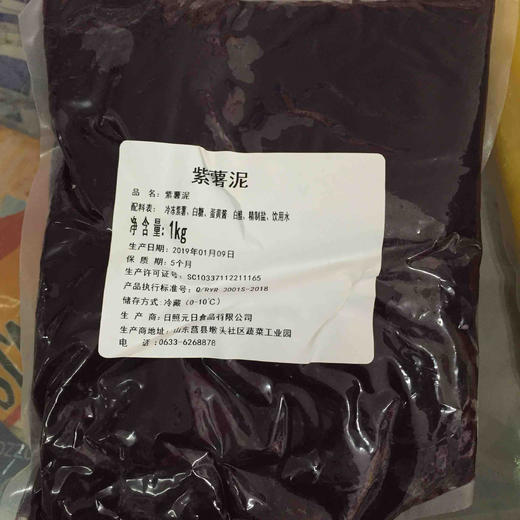 紫薯泥
品 名: 紫薯泥
配料表: 冷冻紫薯、白糖、蛋黄酱 白醋、精制盐、饮用水
净含量:1kg
生产日期: 2019年01月09日
保 质 期: 5个月
生产许可证号: SC10337112211165
产品执行标准号: Q/RYR 2001S-2018
储存方式: 冷藏 (0-10℃)
生 产 商: 日照元日食品有限公司
生产商地址: 山东莒县墩头社区蔬菜工业园
电 话:0633-6268878